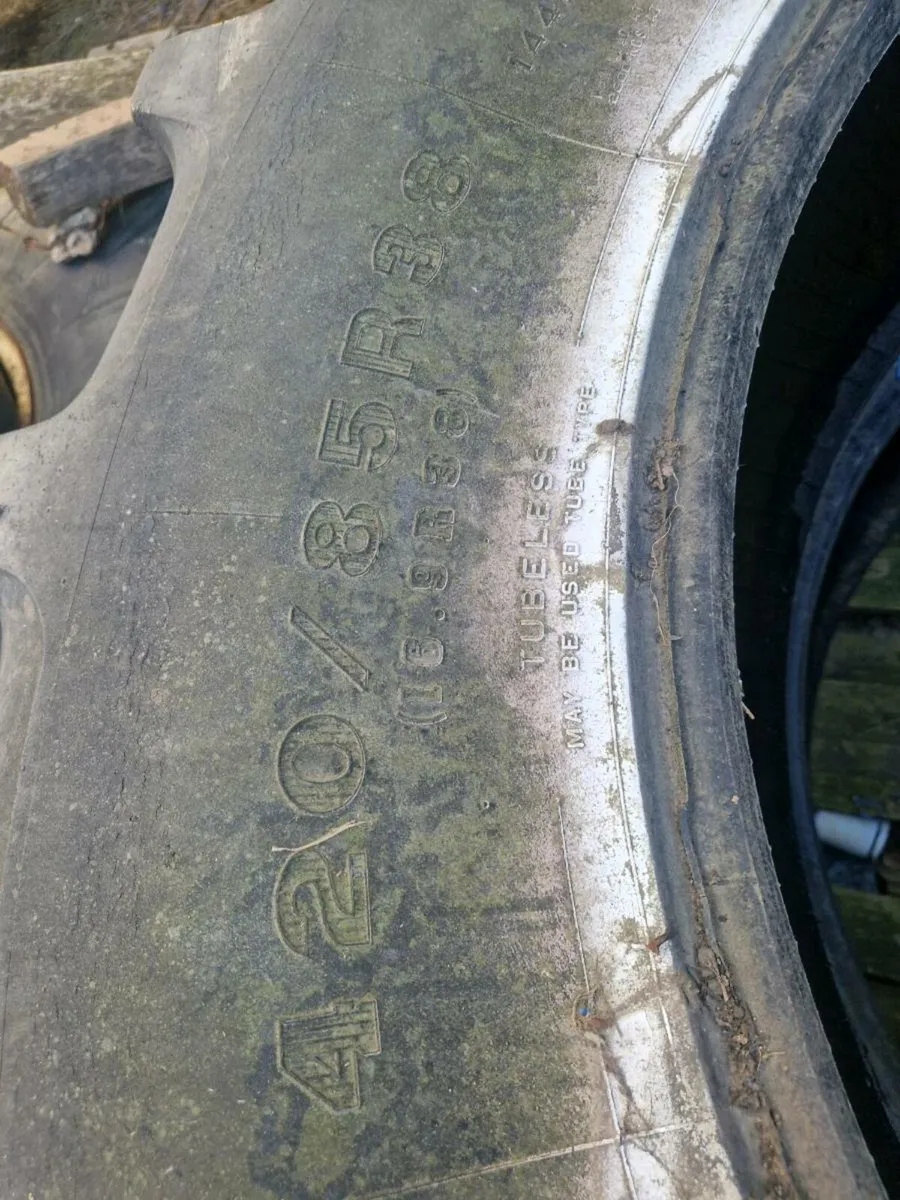 420/85R38
(16.9R38)
TUBELESS
MAY BE USED TUBE TYPE